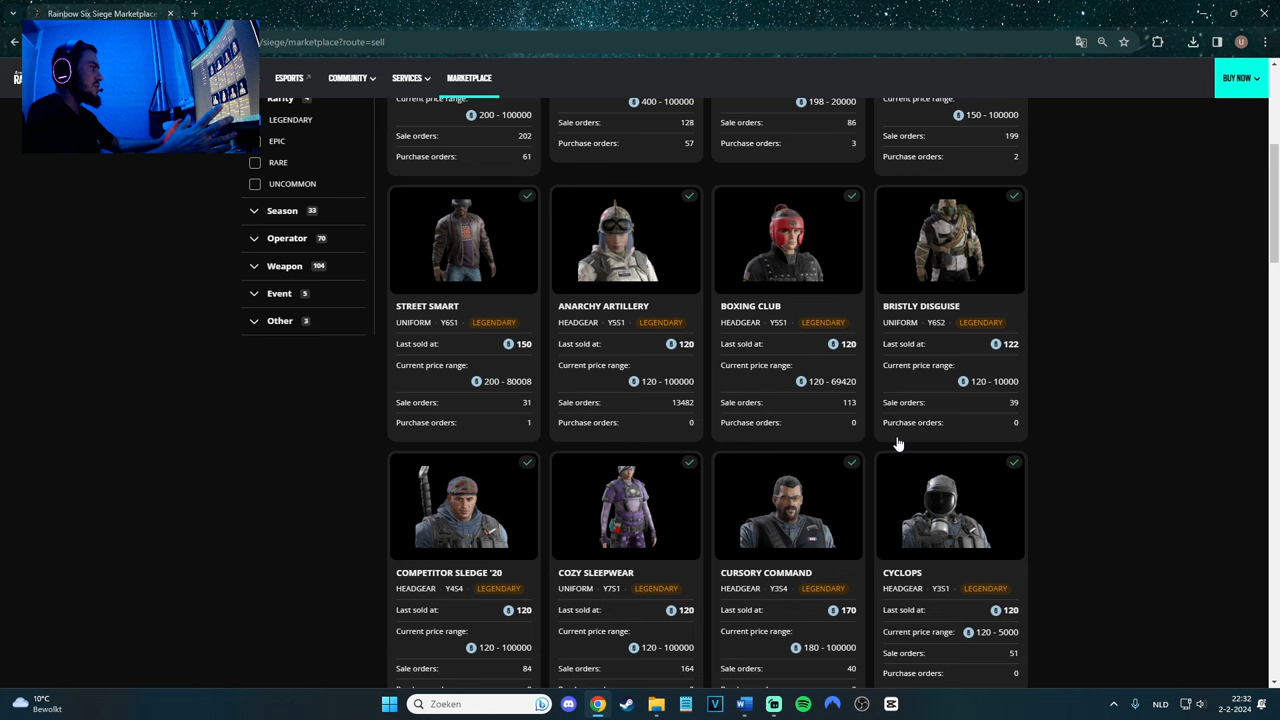 Rainbow Six Siege Marketplace
/siege/marketplace?route=sell
U
ESPORTS
COMMUNITY
SERVICES
MARKETPLACE
BUY NOW
Rarity
LEGENDARY
EPIC
RARE
UNCOMMON
Season 33
Operator 70
Weapon 104
Event 5
Other 3
Current price range:
200 - 100000
Sale orders: 202
Purchase orders: 61
400 - 100000
Sale orders: 128
Purchase orders: 57
198 - 20000
Sale orders: 86
Purchase orders: 3
Current price range:
150 - 100000
Sale orders: 199
Purchase orders: 2
STREET SMART
UNIFORM · Y6S1 · LEGENDARY
Last sold at: 150
Current price range:
200 - 80008
Sale orders: 31
Purchase orders: 1
ANARCHY ARTILLERY
HEADGEAR · Y5S1 · LEGENDARY
Last sold at: 120
Current price range:
120 - 100000
Sale orders: 13482
Purchase orders: 0
BOXING CLUB
HEADGEAR · Y5S1 · LEGENDARY
Last sold at: 120
Current price range:
120 - 69420
Sale orders: 113
Purchase orders: 0
BRISTLY DISGUISE
UNIFORM · Y6S2 · LEGENDARY
Last sold at: 122
Current price range:
120 - 10000
Sale orders: 39
Purchase orders: 0
COMPETITOR SLEDGE '20
HEADGEAR · Y4S4 · LEGENDARY
Last sold at: 120
Current price range:
120 - 100000
Sale orders: 84
COZY SLEEPWEAR
UNIFORM · Y7S1 · LEGENDARY
Last sold at: 120
Current price range:
120 - 100000
Sale orders: 164
CURSORY COMMAND
HEADGEAR · Y3S4 · LEGENDARY
Last sold at: 170
Current price range:
180 - 100000
Sale orders: 40
CYCLOPS
HEADGEAR · Y3S1 · LEGENDARY
Last sold at: 120
Current price range: 120 - 5000
Sale orders: 51
Purchase orders: 0
10°C
Bewolkt
Zoeken
NLD
22:32
2-2-2024